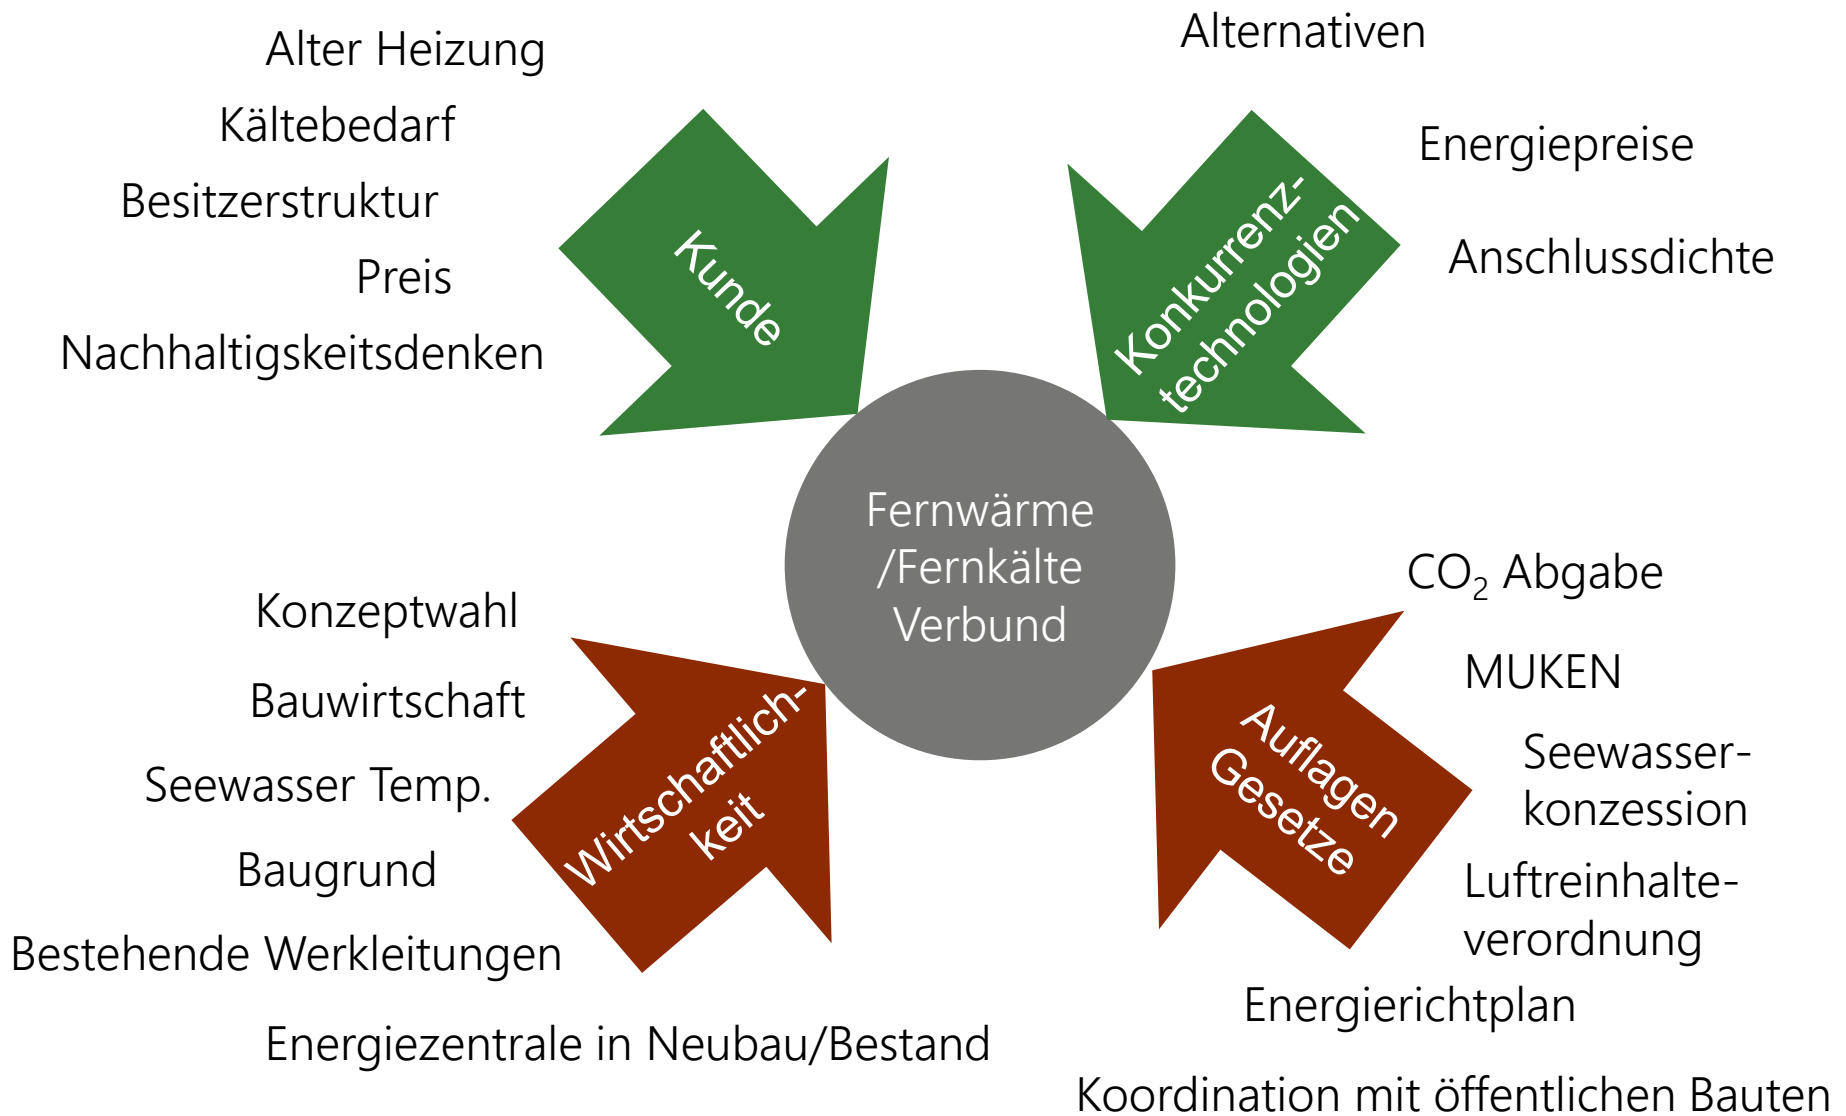 Alter Heizung
Kältebedarf
Besitzerstruktur
Preis
Nachhaltigskeitsdenken
Kunde
Alternativen
Energiepreise
Anschlussdichte
Konkurrenz-
technologien
Fernwärme
/Fernkälte
Verbund
Konzeptwahl
Bauwirtschaft
Seewasser Temp.
Baugrund
Bestehende Werkleitungen
Energiezentrale in Neubau/Bestand
Wirtschaftlich-
keit
CO₂ Abgabe
MUKEN
Seewasser-
konzession
Luftreinhalte-
verordnung
Energierichtplan
Koordination mit öffentlichen Bauten
Auflagen
Gesetze